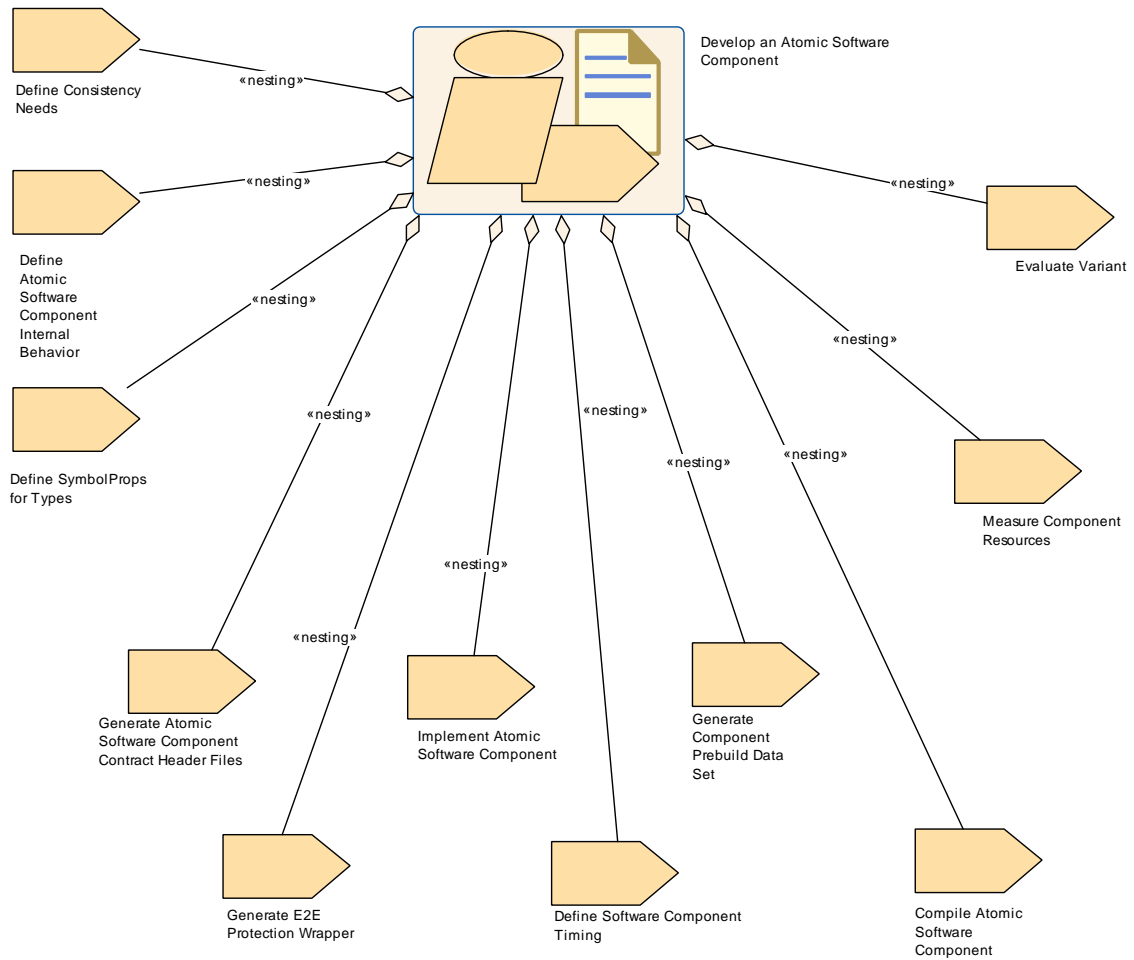 Develop an Atomic Software
Component
«nesting»
Define Consistency
Needs
«nesting»
«nesting»
Evaluate Variant
Define
Atomic
Software
Component
Internal
Behavior
«nesting»
«nesting»
«nesting»
«nesting»
«nesting»
«nesting»
Define SymbolProps
for Types
Measure Component
Resources
«nesting»
«nesting»
Generate Atomic
Software Component
Contract Header Files
Implement Atomic
Software Component
Generate
Component
Prebuild Data
Set
Generate E2E
Protection Wrapper
Define Software Component
Timing
Compile Atomic
Software
Component